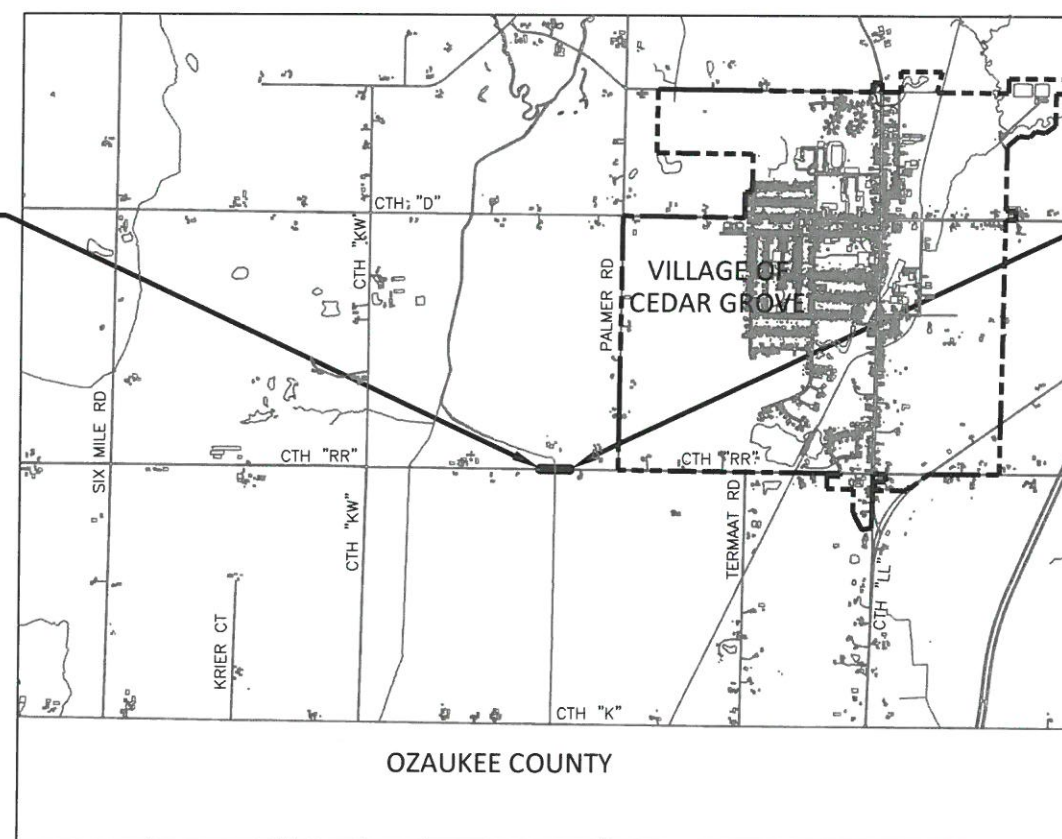 CTH: "D"
CTH "KW"
PALMER RD
VILLAGE OF
CEDAR GROVE
SIX MILE RD
CTH "RR"
CTH "RR"
CTH "KW"
TERMAAT RD
CTH "LL"
KRIER CT
CTH "K"
OZAUKEE COUNTY